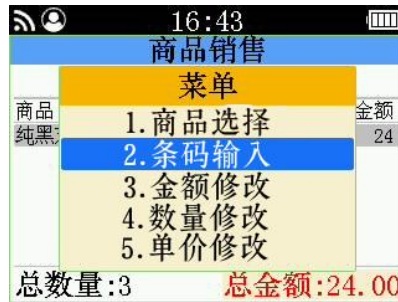 16:43
商品销售
菜单
商品
金额
纯黑
24
1.商品选择
2.条码输入
3.金额修改
4.数量修改
5.单价修改
总数量:3
总金额:24.00